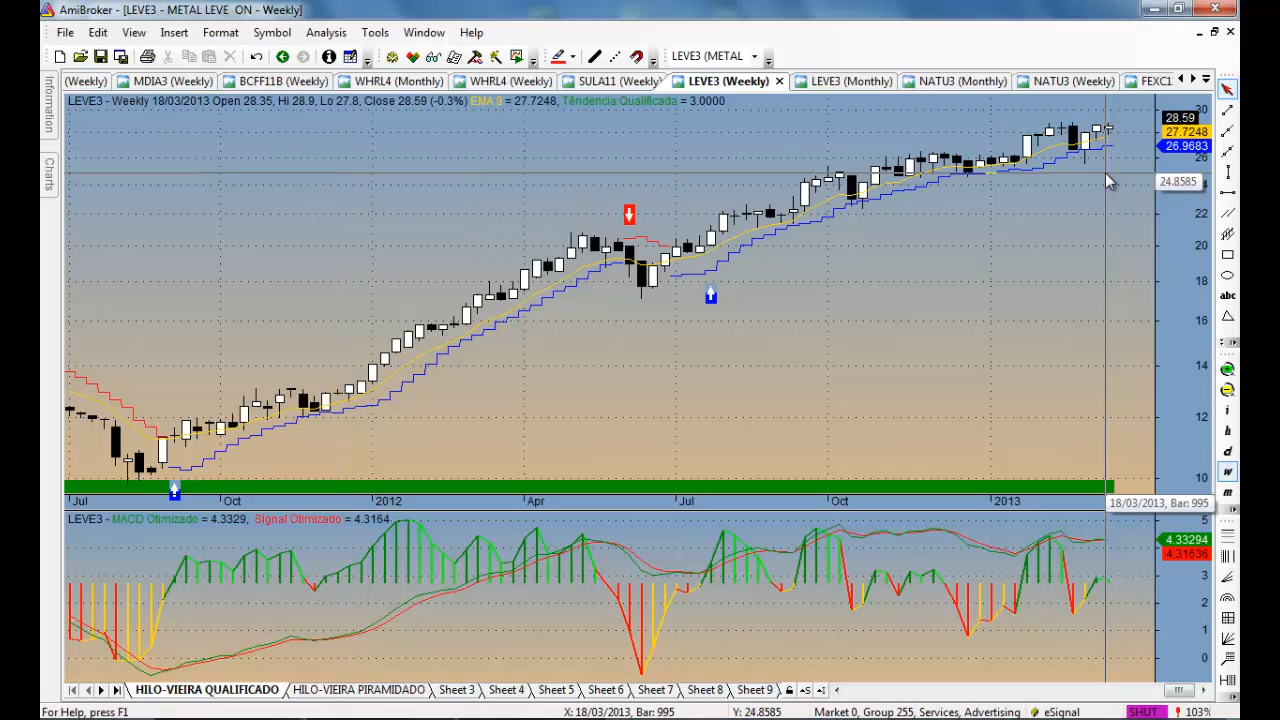 AmiBroker - [LEVE3 - METAL LEVE ON - Weekly]
File Edit View Insert Format Symbol Analysis Tools Window Help
LEVE3 (METAL
(Weekly) MDIA3 (Weekly) BCFF11B (Weekly) WHRL4 (Monthly) WHRL4 (Weekly) SULA11 (Weekly) LEVE3 (Weekly) LEVE3 (Monthly) NATU3 (Monthly) NATU3 (Weekly) FEXC1
Information
Charts
LEVE3 - Weekly 18/03/2013 Open 28.35, Hi 28.9, Lo 27.8, Close 28.59 (-0.3%) EMA 9 = 27.7248, Têndencia Qualificada = 3.0000
30
28.59
27.7248
26.9683
26
24.8585
22
20
18
16
14
12
10
Jul Oct 2012 Apr Jul Oct 2013
18/03/2013, Bar: 995
LEVE3 - MACD Otimizado = 4.3329, Signal Otimizado = 4.3164
5
4.33294
4.31636
3
2
1
0
abc
i
h
d
w
m
HILO-VIEIRA QUALIFICADO HILO-VIEIRA PIRAMIDADO Sheet 3 Sheet 4 Sheet 5 Sheet 6 Sheet 7 Sheet 8 Sheet 9
For Help, press F1 X: 18/03/2013, Bar: 995 Y: 24.8585 Market 0, Group 255, Services, Advertising eSignal SHUT 103%